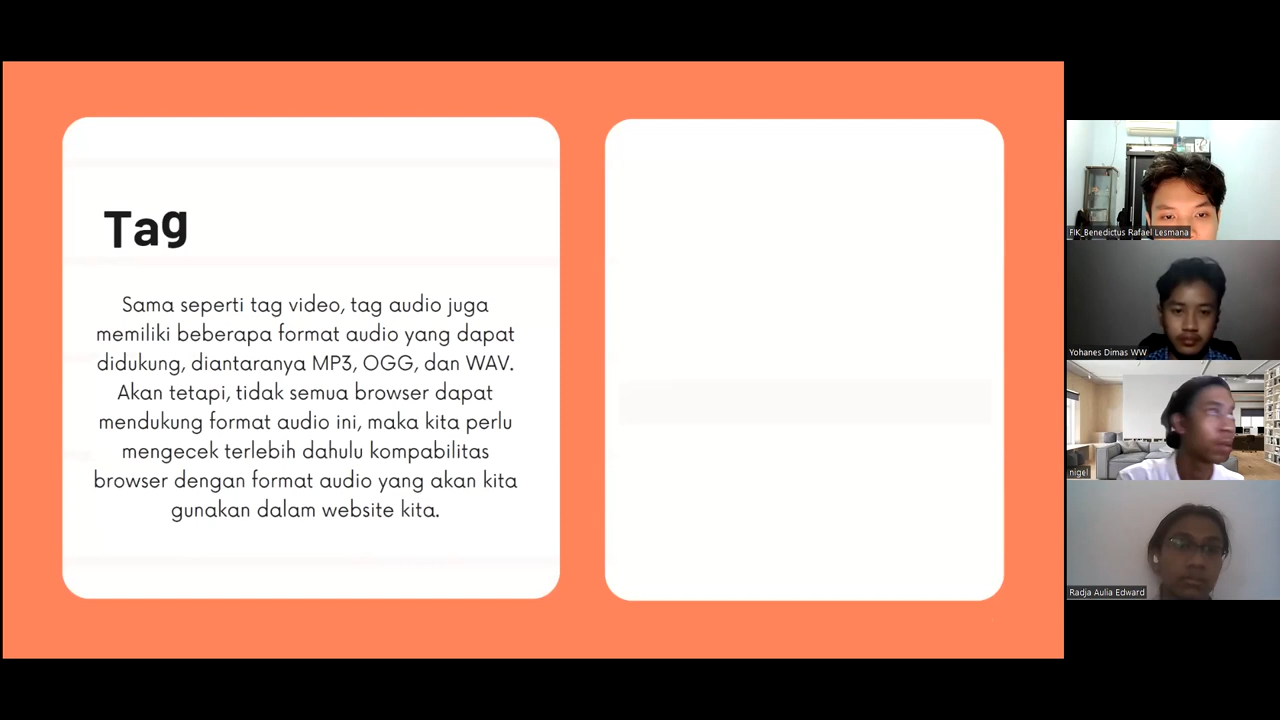 Tag
Sama seperti tag video, tag audio juga
memiliki beberapa format audio yang dapat
didukung, diantaranya MP3, OGG, dan WAV.
Akan tetapi, tidak semua browser dapat
mendukung format audio ini, maka kita perlu
mengecek terlebih dahulu kompabilitas
browser dengan format audio yang akan kita
gunakan dalam website kita.
FIK_Benedictus Rafael Lesmana
Yohanes Dimas WW
nigel
Radja Aulia Edward